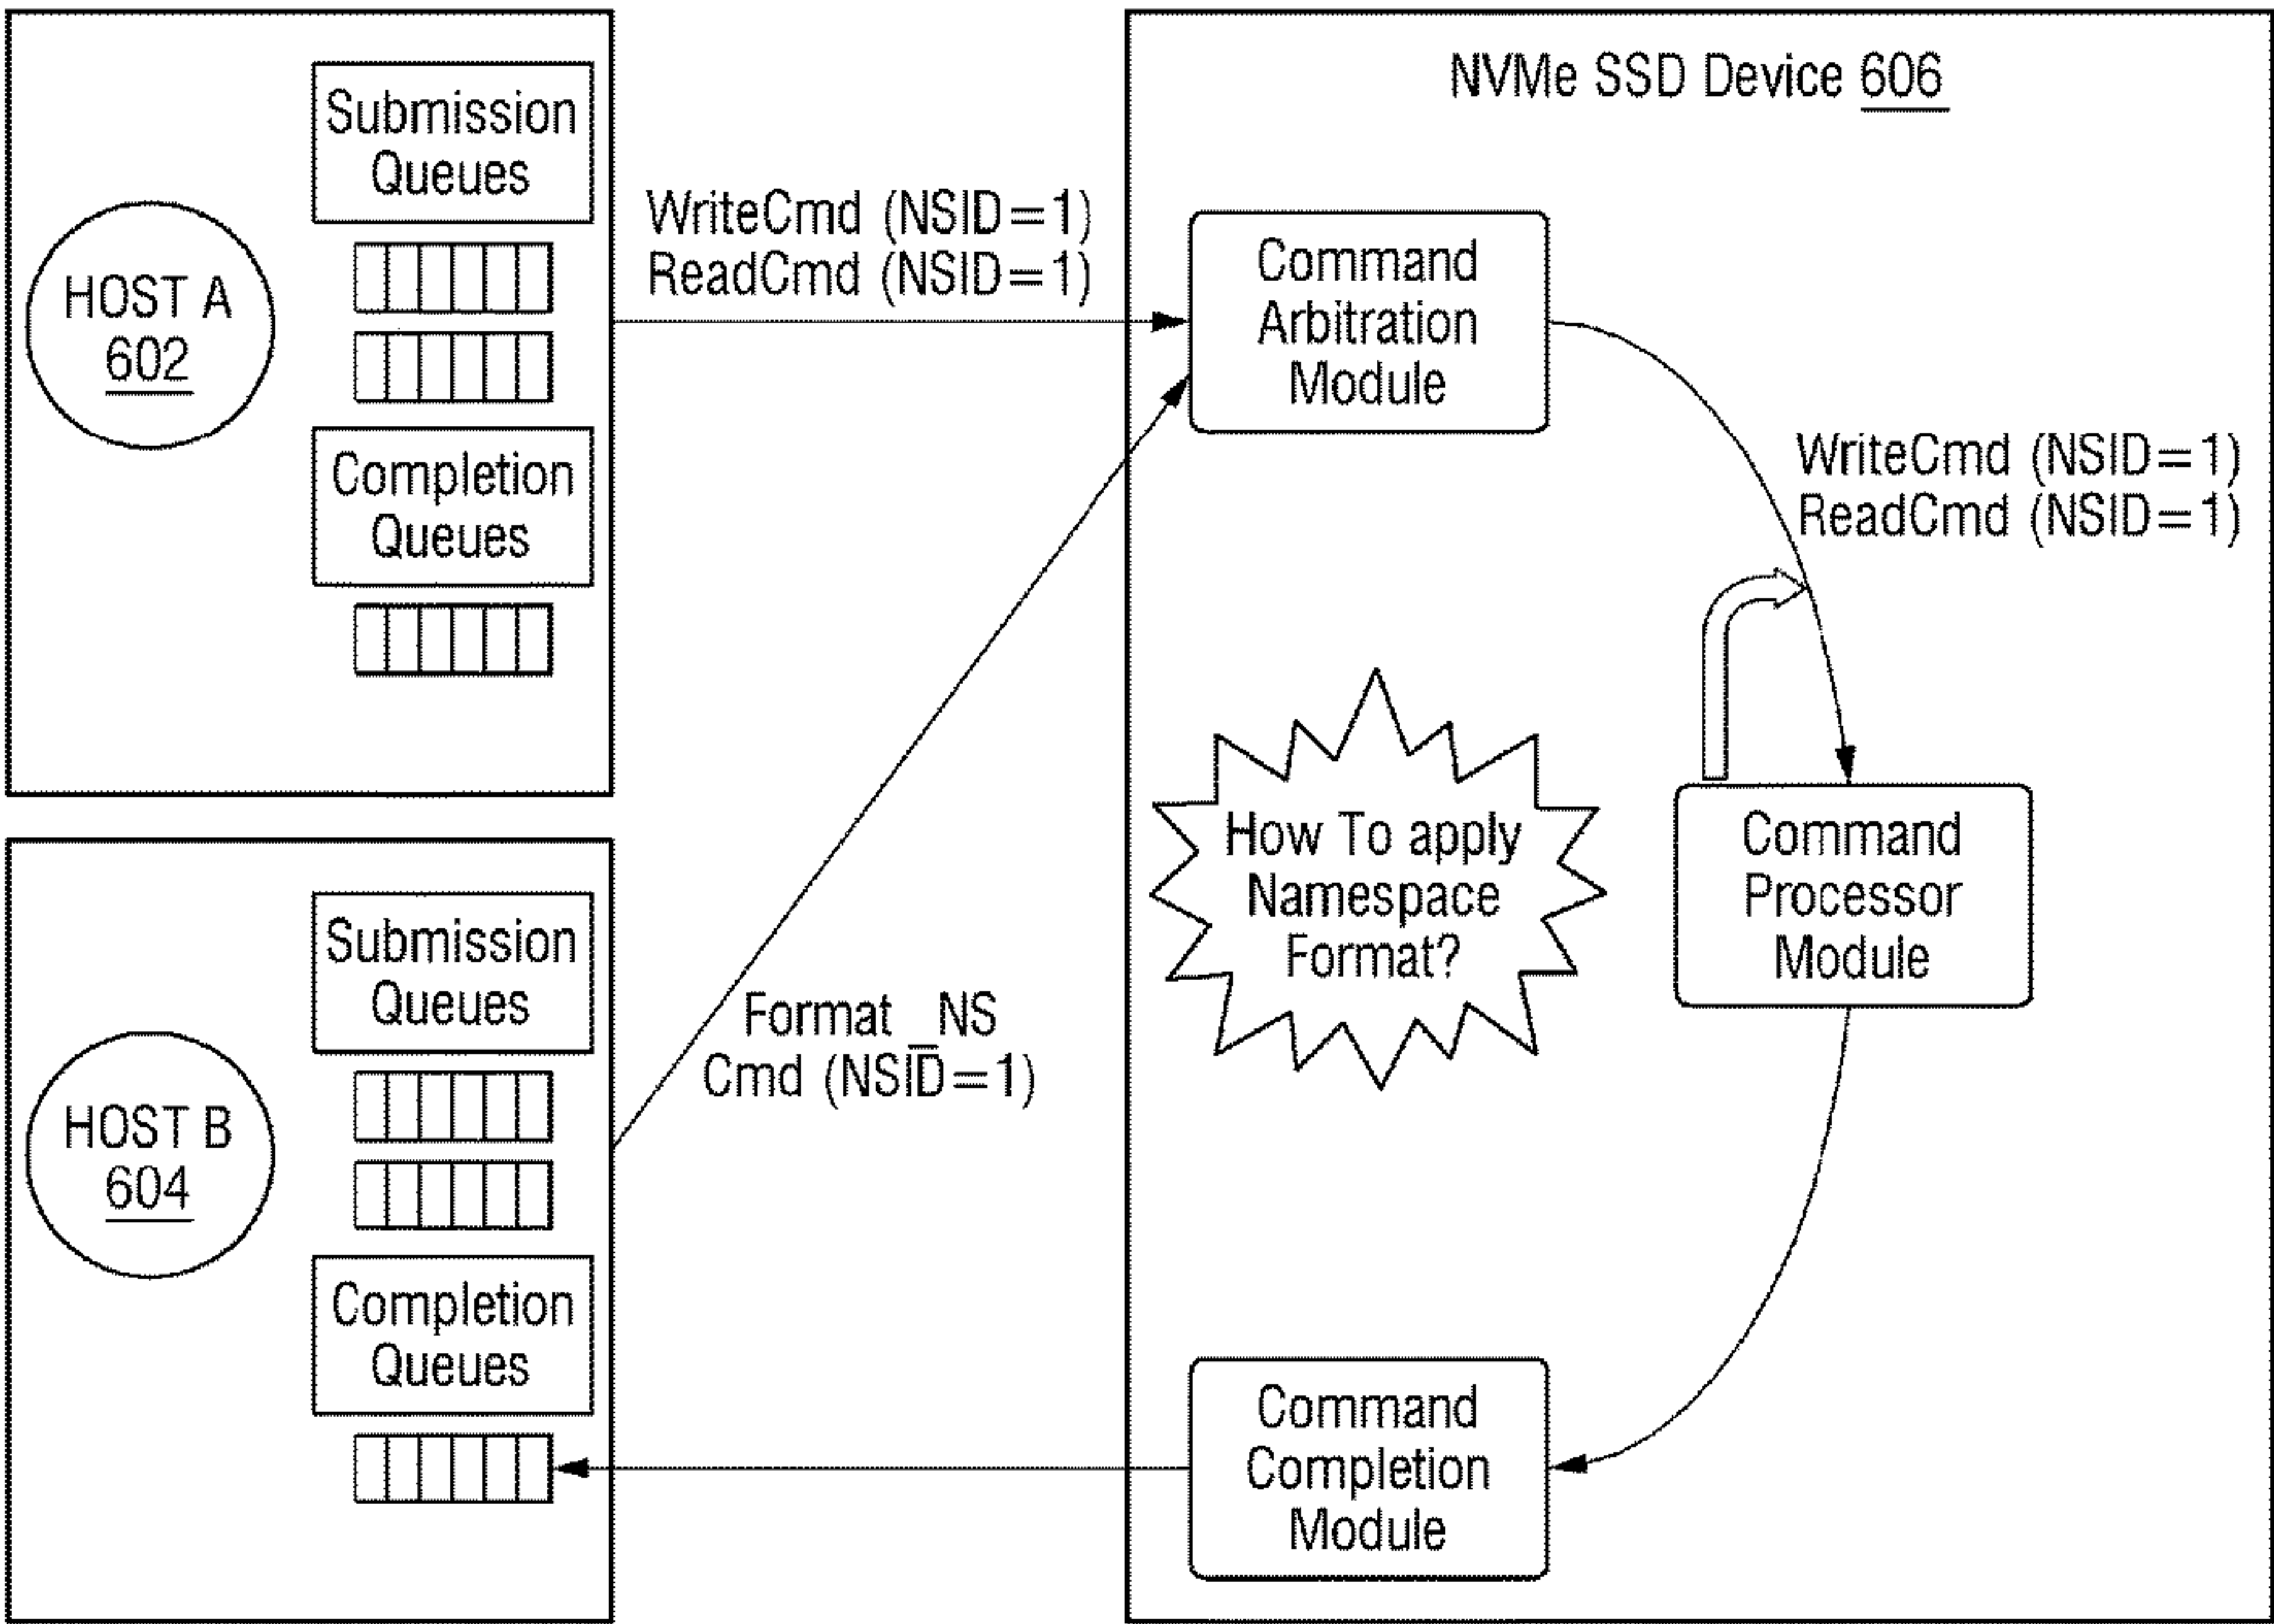 Submission
Queues
HOST A
602
Completion
Queues
WriteCmd (NSID=1)
ReadCmd (NSID=1)
NVMe SSD Device 606
Command
Arbitration
Module
WriteCmd (NSID=1)
ReadCmd (NSID=1)
How To apply
Namespace
Format?
Command
Processor
Module
Submission
Queues
HOST B
604
Completion
Queues
Format_NS
Cmd (NSID=1)
Command
Completion
Module